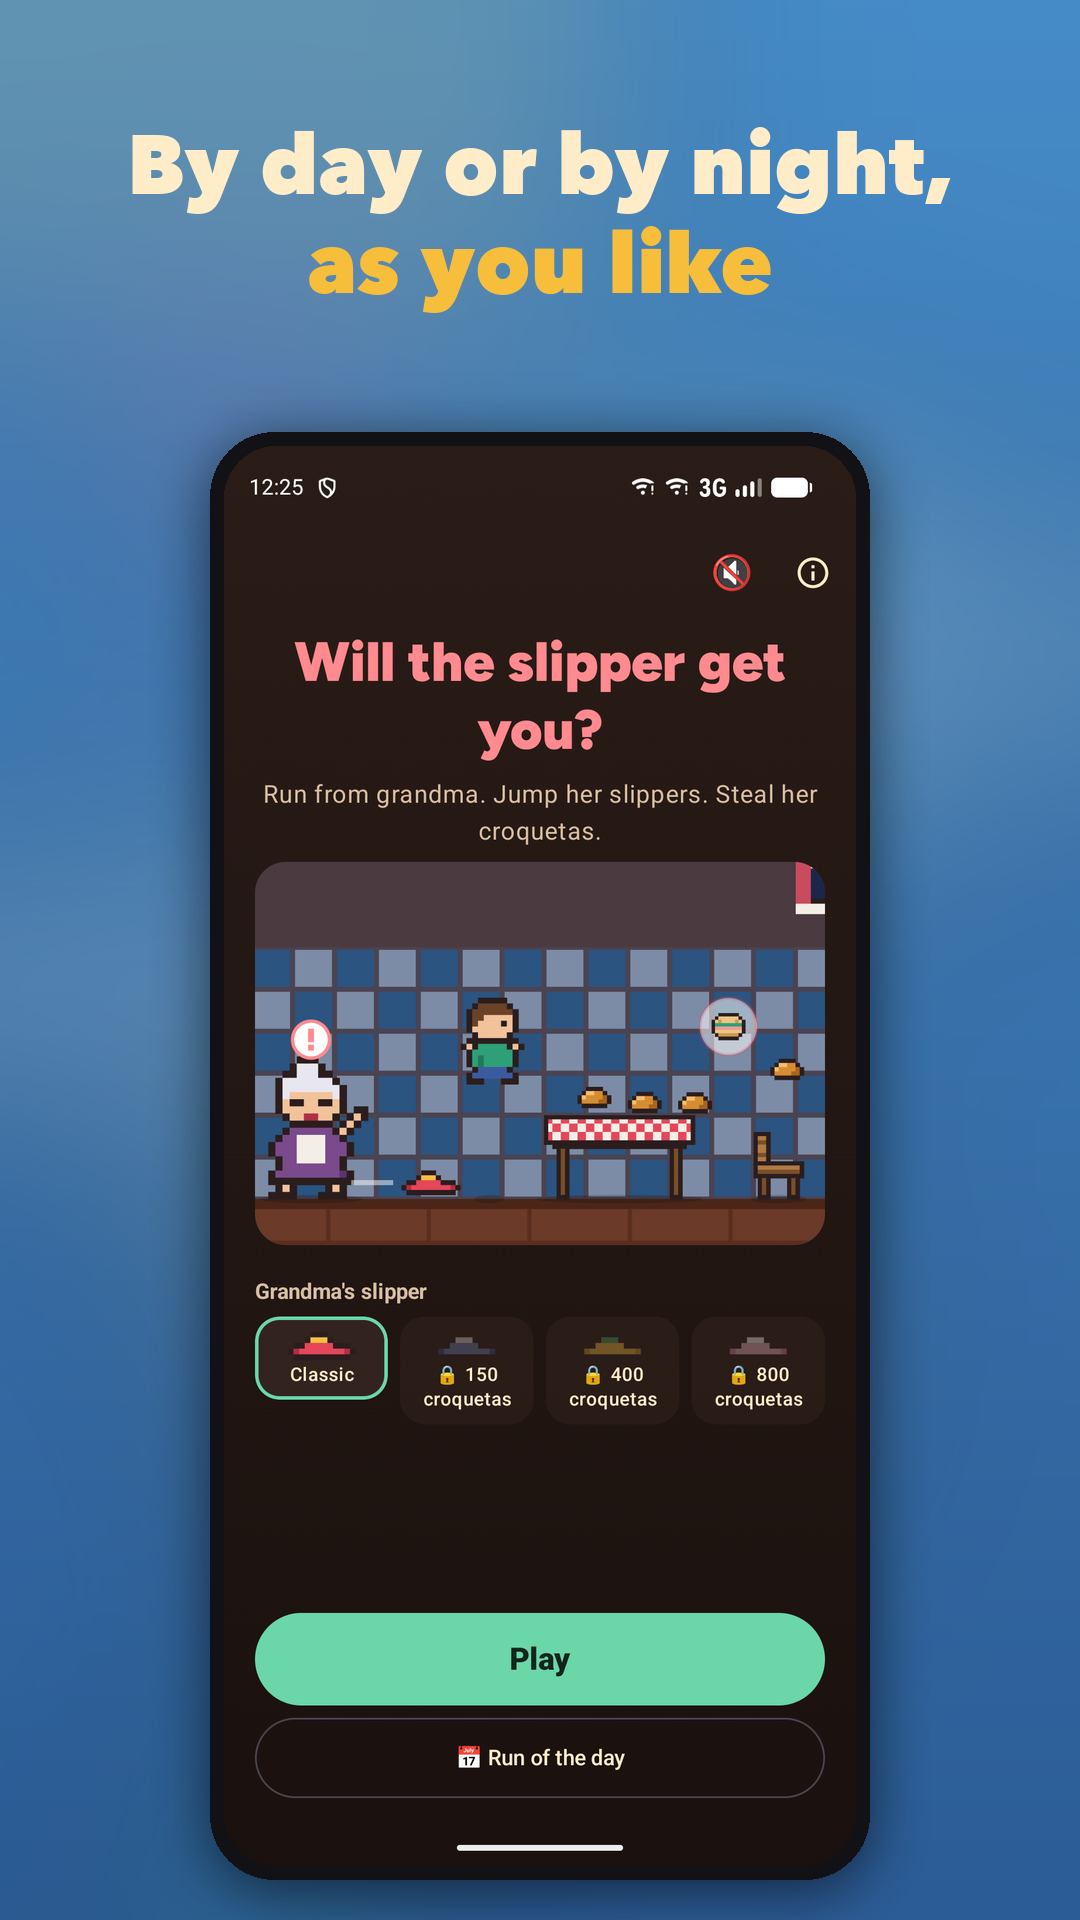 By day or by night,
as you like
12:25
3G
Will the slipper get
you?
Run from grandma. Jump her slippers. Steal her
croquetas.
!
Grandma's slipper
Classic
🔒 150
croquetas
🔒 400
croquetas
🔒 800
croquetas
Play
📅 Run of the day